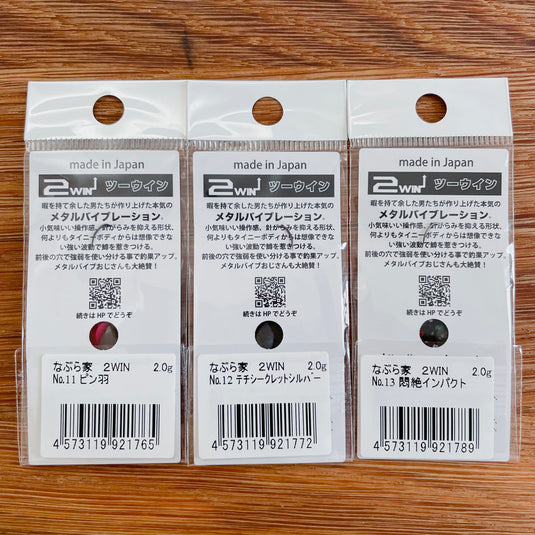 made in Japan
2WIN ツーウイン
暇を持て余した男たちが作り上げた本気の
メタルバイブレーション。
小気味いい操作感、針がらみを抑える形状、
何よりもタイニーボディからは想像できな
い強い波動で鱒を惹きつける。
前後の穴で強弱を使い分ける事で釣果アップ。
メタルバイブおじさんも大絶賛!
続きは HP でどうぞ
なぶら家 2WIN 2.0g
No.11 ピン羽
4 573119 921765
made in Japan
2WIN ツーウイン
暇を持て余した男たちが作り上げた本気の
メタルバイブレーション。
小気味いい操作感、針がらみを抑える形状、
何よりもタイニーボディからは想像できな
い強い波動で鱒を惹きつける。
前後の穴で強弱を使い分ける事で釣果アップ。
メタルバイブおじさんも大絶賛!
続きは HP でどうぞ
なぶら家 2WIN 2.0g
No.12 テチシークレットシルバー
4 573119 921772
made in Japan
2WIN ツーウイン
暇を持て余した男たちが作り上げた本気の
メタルバイブレーション。
小気味いい操作感、針がらみを抑える形状、
何よりもタイニーボディからは想像できな
い強い波動で鱒を惹きつける。
前後の穴で強弱を使い分ける事で釣果アップ。
メタルバイブおじさんも大絶賛!
続きは HP でどうぞ
なぶら家 2WIN 2.0g
No.13 悶絶インパクト
4 573119 921789